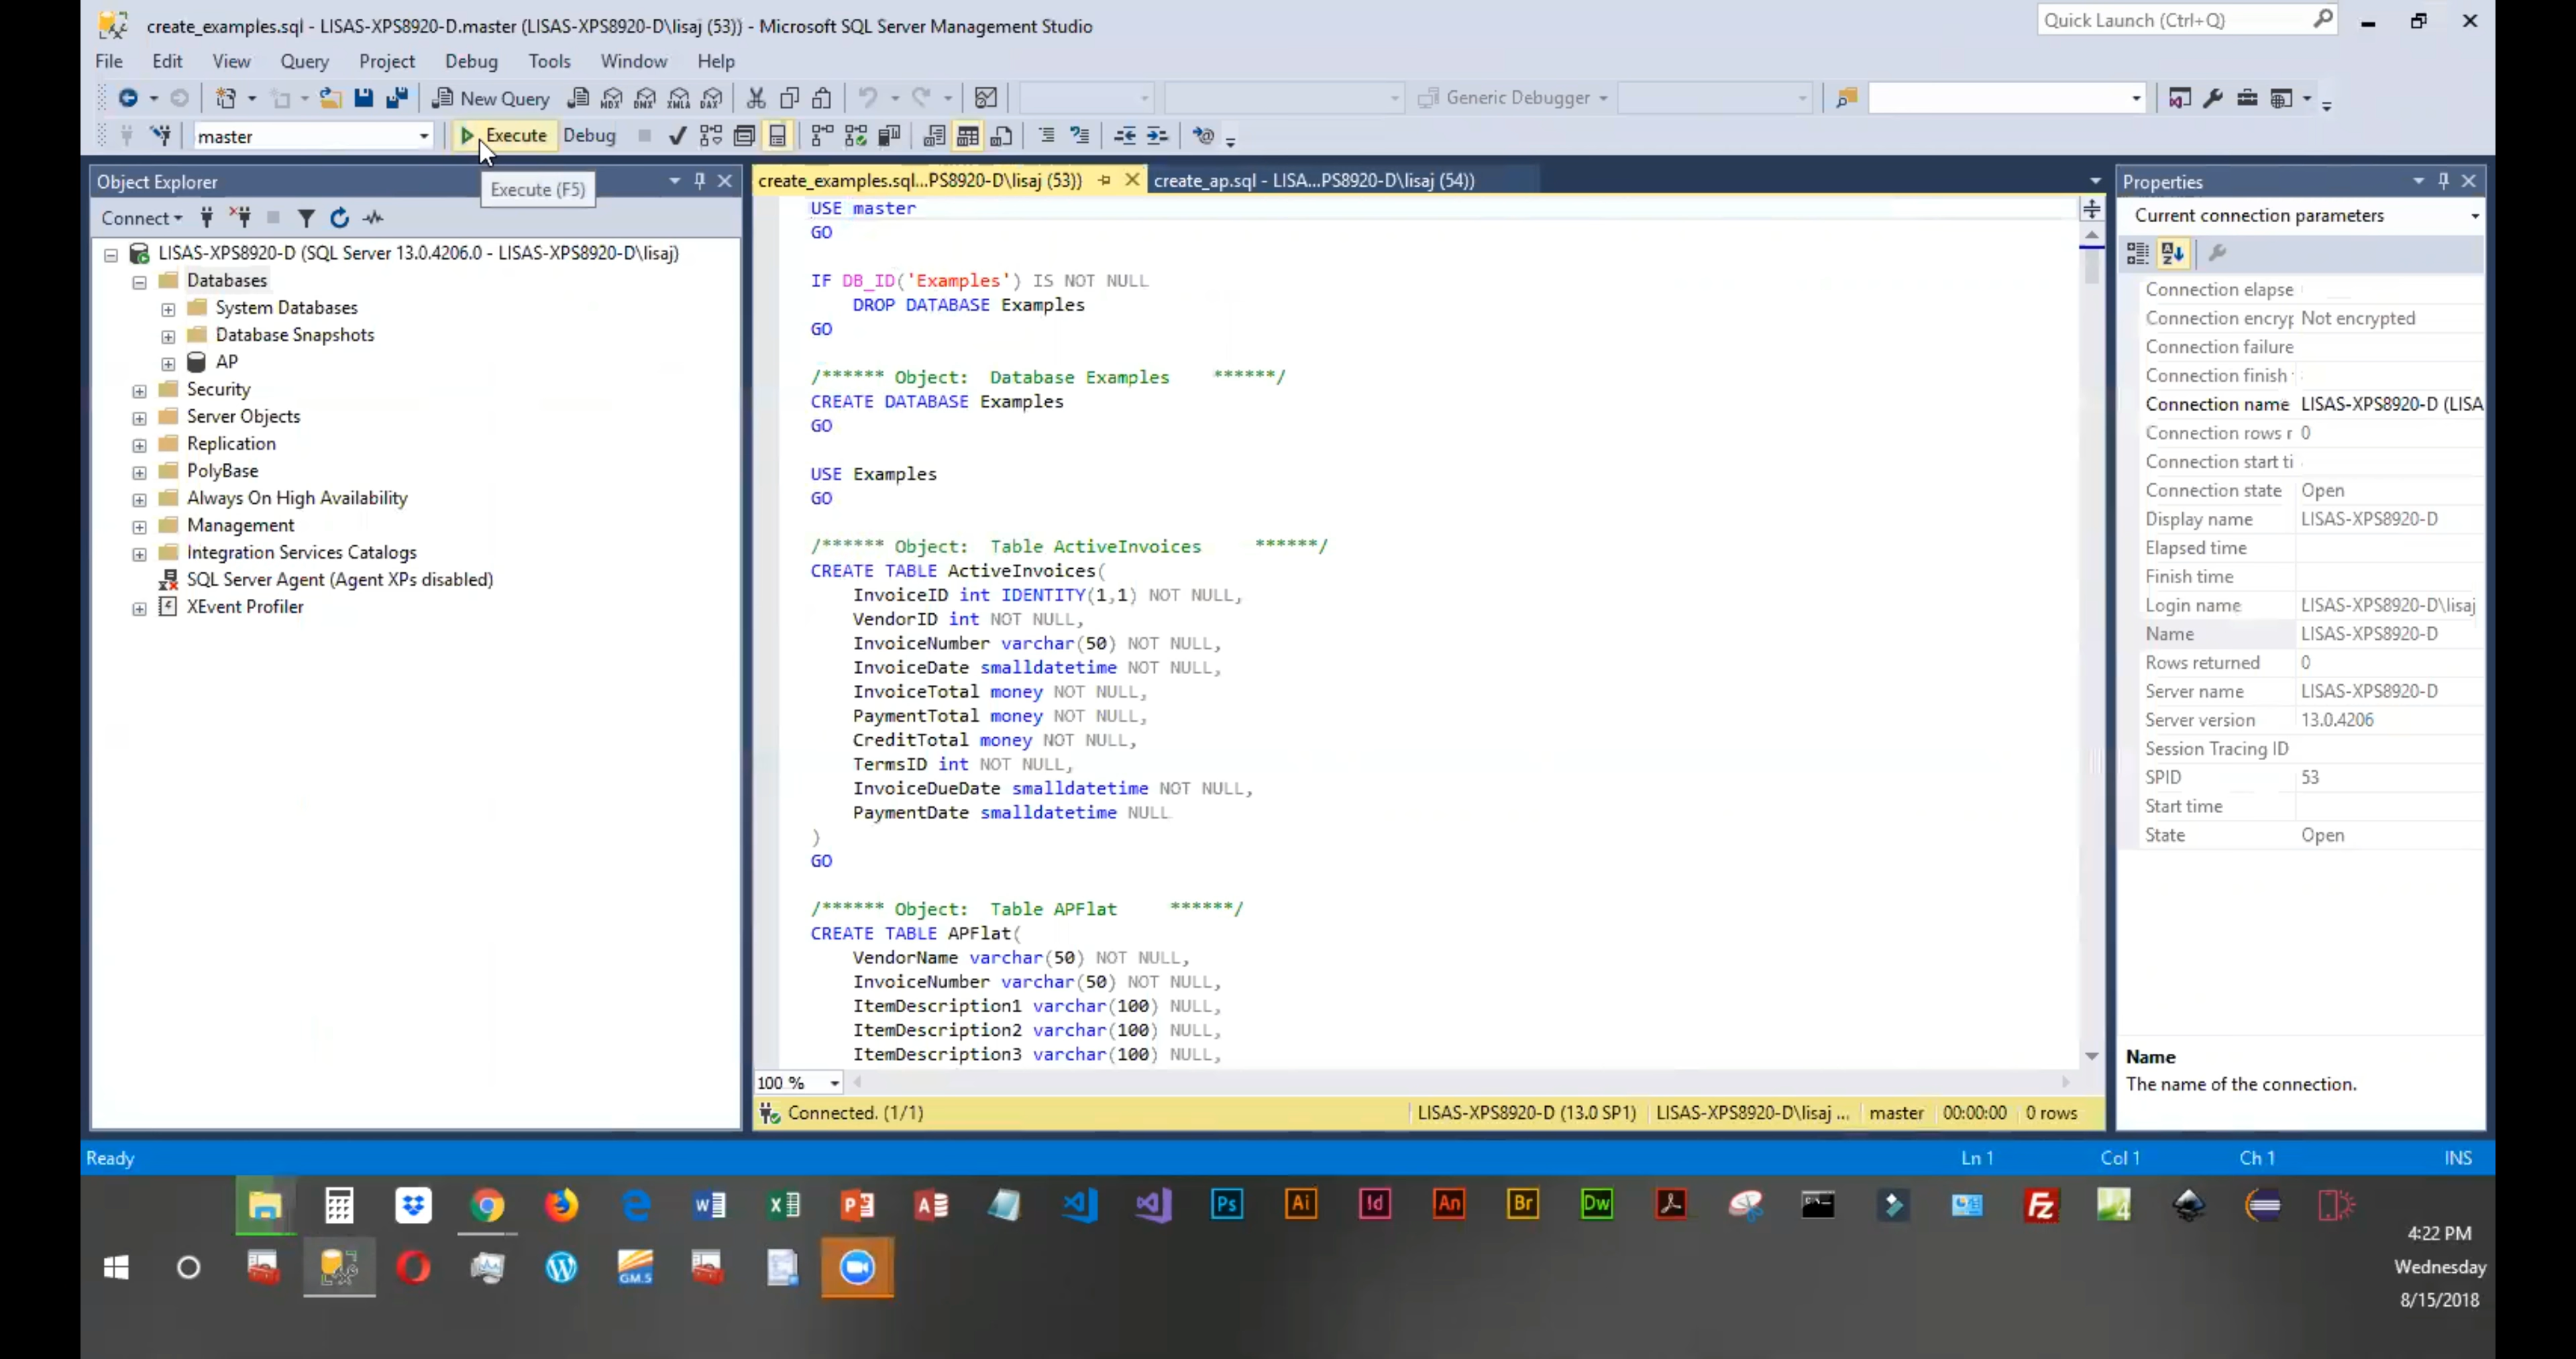 create_examples.sql - LISAS-XPS8920-D.master (LISAS-XPS8920-D\lisaj (53)) - Microsoft SQL Server Management Studio
Quick Launch (Ctrl+Q)
File Edit View Query Project Debug Tools Window Help
New Query MDX DMX XMLA DAX Generic Debugger
master Execute Debug
Object Explorer
Execute (F5)
Connect
LISAS-XPS8920-D (SQL Server 13.0.4206.0 - LISAS-XPS8920-D\lisaj)
Databases
System Databases
Database Snapshots
AP
Security
Server Objects
Replication
PolyBase
Always On High Availability
Management
Integration Services Catalogs
SQL Server Agent (Agent XPs disabled)
XEvent Profiler
create_examples.sql...PS8920-D\lisaj (53)) create_ap.sql - LISA...PS8920-D\lisaj (54))
USE master
GO
IF DB_ID('Examples') IS NOT NULL
DROP DATABASE Examples
GO
/****** Object:  Database Examples    ******/
CREATE DATABASE Examples
GO
USE Examples
GO
/****** Object:  Table ActiveInvoices     ******/
CREATE TABLE ActiveInvoices(
InvoiceID int IDENTITY(1,1) NOT NULL,
VendorID int NOT NULL,
InvoiceNumber varchar(50) NOT NULL,
InvoiceDate smalldatetime NOT NULL,
InvoiceTotal money NOT NULL,
PaymentTotal money NOT NULL,
CreditTotal money NOT NULL,
TermsID int NOT NULL,
InvoiceDueDate smalldatetime NOT NULL,
PaymentDate smalldatetime NULL
)
GO
/****** Object:  Table APFlat     ******/
CREATE TABLE APFlat(
VendorName varchar(50) NOT NULL,
InvoiceNumber varchar(50) NOT NULL,
ItemDescription1 varchar(100) NULL,
ItemDescription2 varchar(100) NULL,
ItemDescription3 varchar(100) NULL,
100 %
Connected. (1/1) LISAS-XPS8920-D (13.0 SP1) LISAS-XPS8920-D\lisaj ... master 00:00:00 0 rows
Properties
Current connection parameters
Connection elapse
Connection encryp Not encrypted
Connection failure
Connection finish
Connection name LISAS-XPS8920-D (LISA
Connection rows r 0
Connection start ti
Connection state Open
Display name LISAS-XPS8920-D
Elapsed time
Finish time
Login name LISAS-XPS8920-D\lisaj
Name LISAS-XPS8920-D
Rows returned 0
Server name LISAS-XPS8920-D
Server version 13.0.4206
Session Tracing ID
SPID 53
Start time
State Open
Name
The name of the connection.
Ready Ln 1 Col 1 Ch 1 INS
Ps Ai Id An Br Dw
GM.5
4:22 PM
Wednesday
8/15/2018